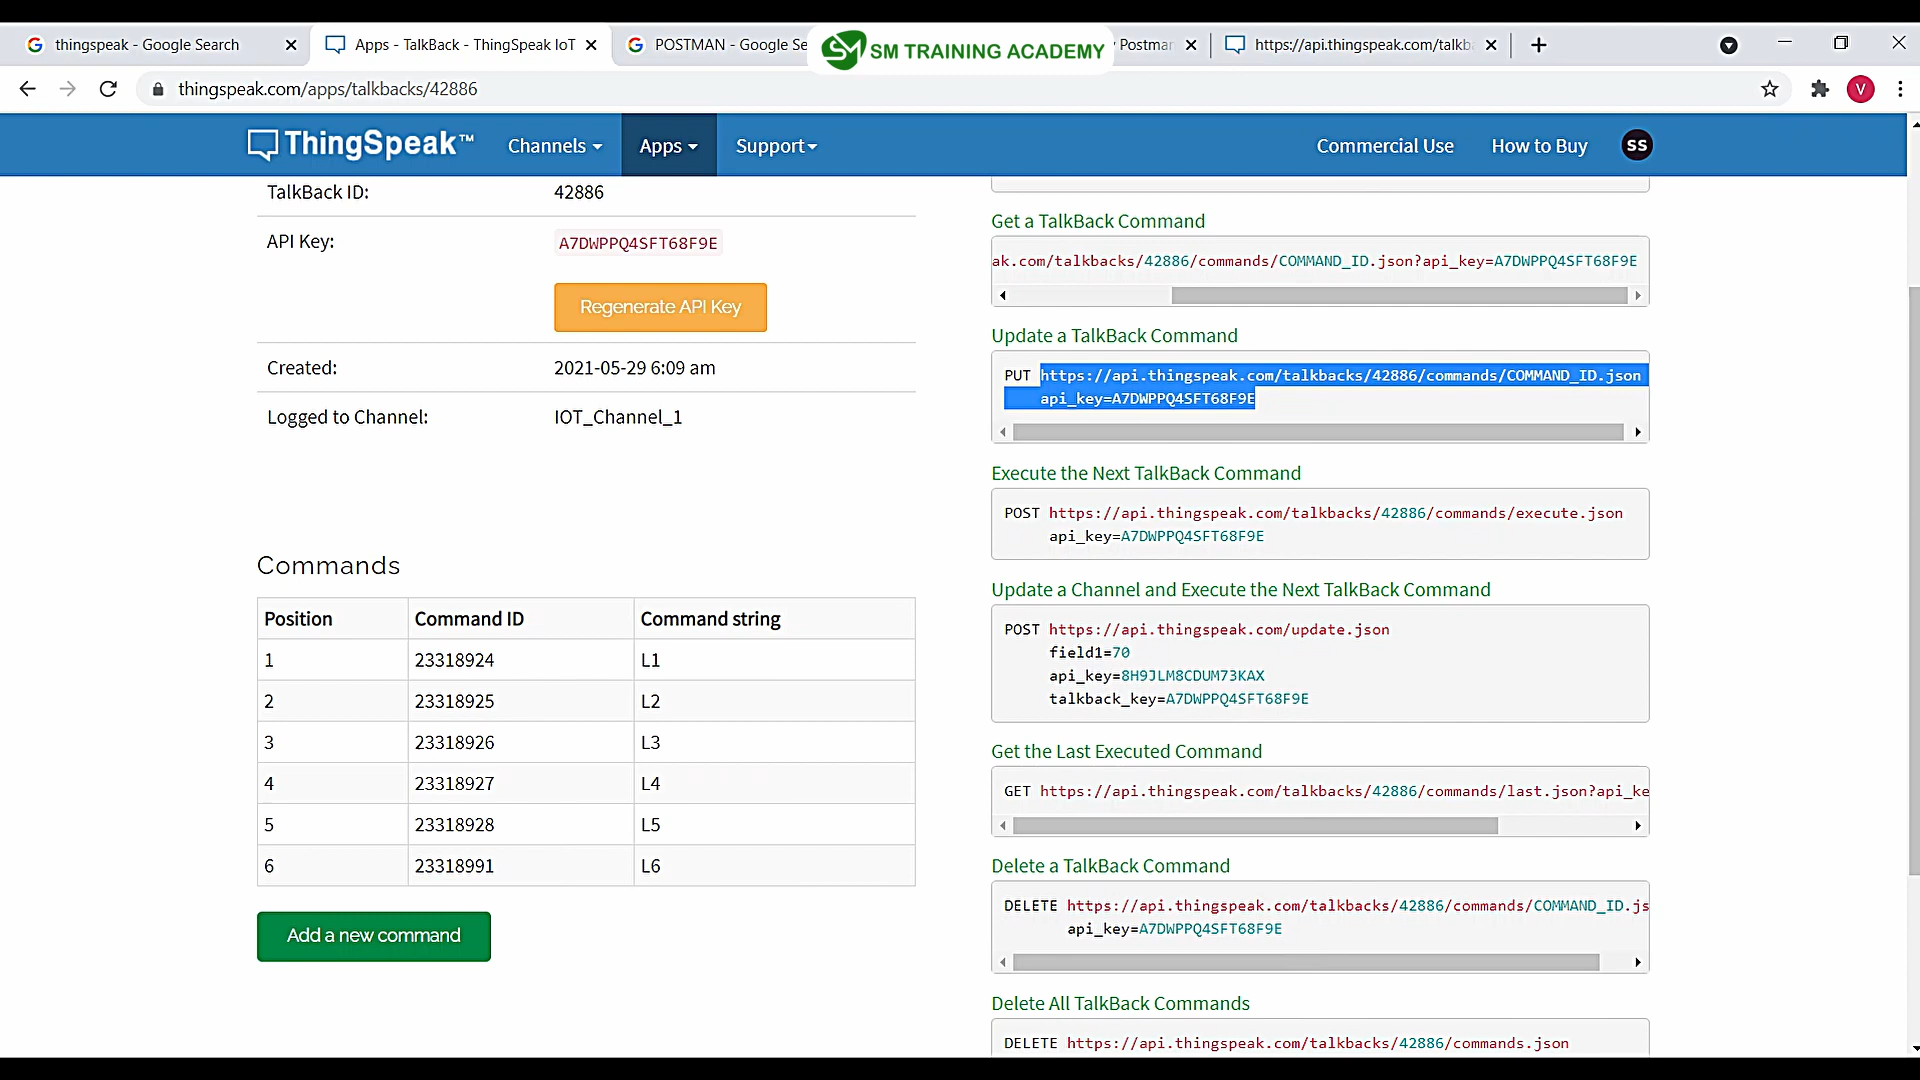 thingspeak - Google Search
Apps - TalkBack - ThingSpeak IoT
POSTMAN - Google Se
SM TRAINING ACADEMY
Postman
https://api.thingspeak.com/talkb
thingspeak.com/apps/talkbacks/42886
V
ThingSpeak™
Channels
Apps
Support
Commercial Use
How to Buy
SS
TalkBack ID: 42886
API Key: A7DWPPQ4SFT68F9E
Regenerate API Key
Created: 2021-05-29 6:09 am
Logged to Channel: IOT_Channel_1
Commands
Position Command ID Command string
1 23318924 L1
2 23318925 L2
3 23318926 L3
4 23318927 L4
5 23318928 L5
6 23318991 L6
Add a new command
Get a TalkBack Command
ak.com/talkbacks/42886/commands/COMMAND_ID.json?api_key=A7DWPPQ4SFT68F9E
Update a TalkBack Command
PUT https://api.thingspeak.com/talkbacks/42886/commands/COMMAND_ID.json
api_key=A7DWPPQ4SFT68F9E
Execute the Next TalkBack Command
POST https://api.thingspeak.com/talkbacks/42886/commands/execute.json
api_key=A7DWPPQ4SFT68F9E
Update a Channel and Execute the Next TalkBack Command
POST https://api.thingspeak.com/update.json
field1=70
api_key=8H9JLM8CDUM73KAX
talkback_key=A7DWPPQ4SFT68F9E
Get the Last Executed Command
GET https://api.thingspeak.com/talkbacks/42886/commands/last.json?api_ke
Delete a TalkBack Command
DELETE https://api.thingspeak.com/talkbacks/42886/commands/COMMAND_ID.js
api_key=A7DWPPQ4SFT68F9E
Delete All TalkBack Commands
DELETE https://api.thingspeak.com/talkbacks/42886/commands.json